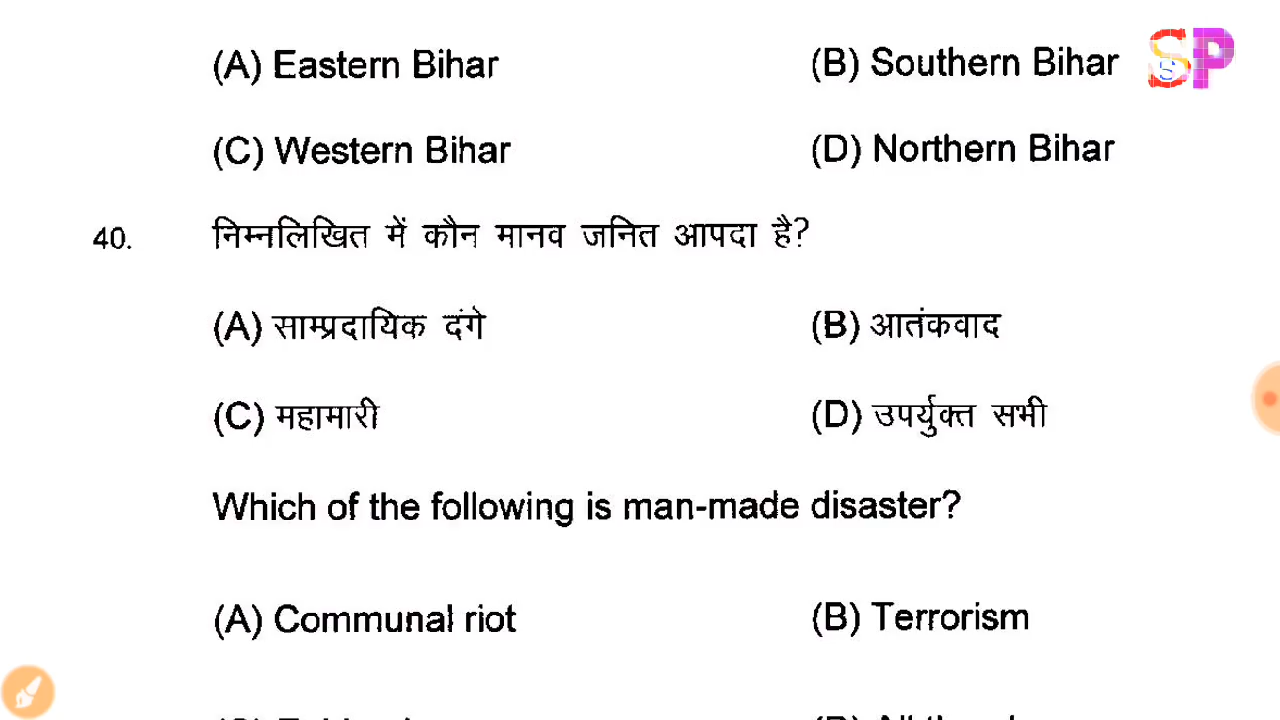 (A) Eastern Bihar (B) Southern Bihar SP
(C) Western Bihar (D) Northern Bihar
40. निम्नलिखित में कौन मानव जनित आपदा है?
(A) साम्प्रदायिक दंगे (B) आतंकवाद
(C) महामारी (D) उपर्युक्त सभी
Which of the following is man-made disaster?
(A) Communal riot (B) Terrorism